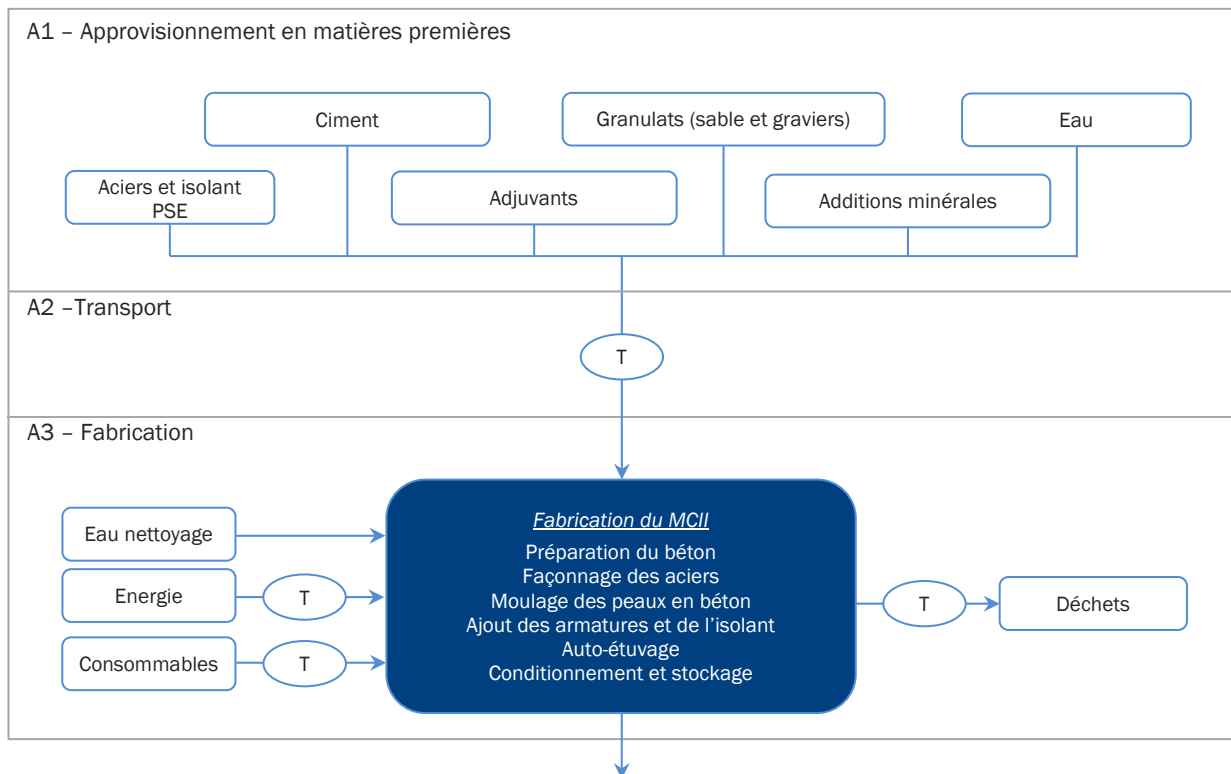 A1 – Approvisionnement en matières premières
Ciment
Granulats (sable et graviers)
Eau
Aciers et isolant
PSE
Adjuvants
Additions minérales
A2 –Transport
T
A3 – Fabrication
Fabrication du MCII
Préparation du béton
Façonnage des aciers
Moulage des peaux en béton
Ajout des armatures et de l’isolant
Auto-étuvage
Conditionnement et stockage
Eau nettoyage
Energie
T
Consommables
T
T
Déchets